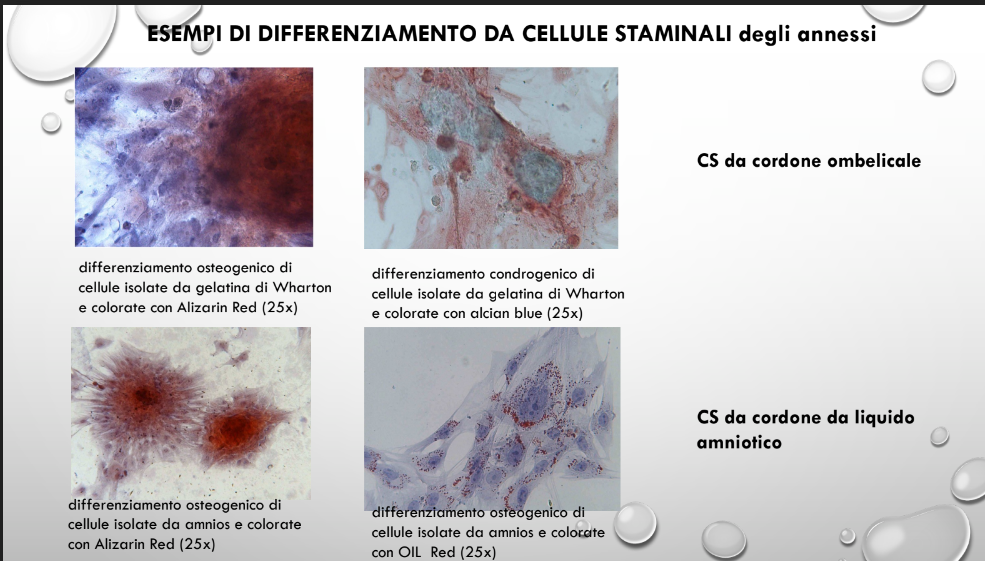 ESEMPI DI DIFFERENZIAMENTO DA CELLULE STAMINALI degli annessi
differenziamento osteogenico di
cellule isolate da gelatina di Wharton
e colorate con Alizarin Red (25x)
differenziamento condrogenico di
cellule isolate da gelatina di Wharton
e colorate con alcian blue (25x)
CS da cordone ombelicale
differenziamento osteogenico di
cellule isolate da amnios e colorate
con Alizarin Red (25x)
differenziamento osteogenico di
cellule isolate da amnios e colorate
con OIL Red (25x)
CS da cordone da liquido
amniotico